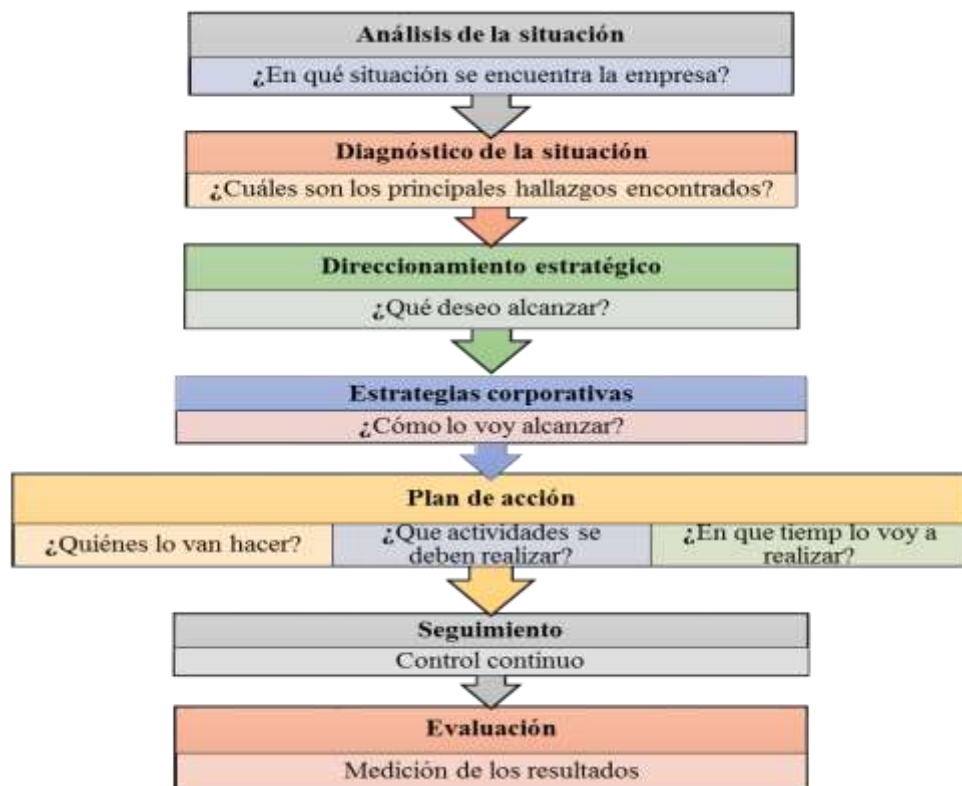 Análisis de la situación
¿En qué situación se encuentra la empresa?
Diagnóstico de la situación
¿Cuáles son los principales hallazgos encontrados?
Direccionamiento estratégico
¿Qué deseo alcanzar?
Estrategias corporativas
¿Cómo lo voy alcanzar?
Plan de acción
¿Quiénes lo van hacer?
¿Que actividades se
deben realizar?
¿En que tiemp lo voy a
realizar?
Seguimiento
Control continuo
Evaluación
Medición de los resultados